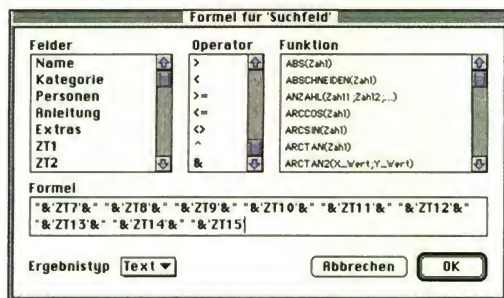 Formel für 'Suchfeld'
Felder
Operator
Funktion
Name
Kategorie
Personen
Anleitung
Extras
ZT1
ZT2
>
<
>=
<=
<>
^
&
ABS(Zahl)
ABSCHNEIDEN(Zahl)
ANZAHL(Zahl1;Zahl2;...)
ARCCOS(Zahl)
ARCSIN(Zahl)
ARCTAN(Zahl)
ARCTAN2(X_Wert;Y_Wert)
Formel
"&'ZT7'&" "&'ZT8'&" "&'ZT9'&" "&'ZT10'&" "&'ZT11'&" "&'ZT12'&"
"&'ZT13'&" "&'ZT14'&" "&'ZT15
Ergebnistyp
Text
Abbrechen
OK